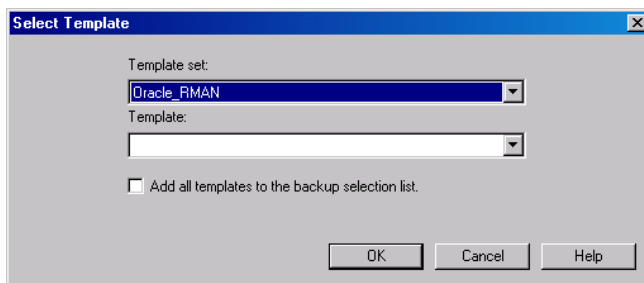 Select Template
Template set:
Oracle_RMAN
Template:
Add all templates to the backup selection list.
OK Cancel Help